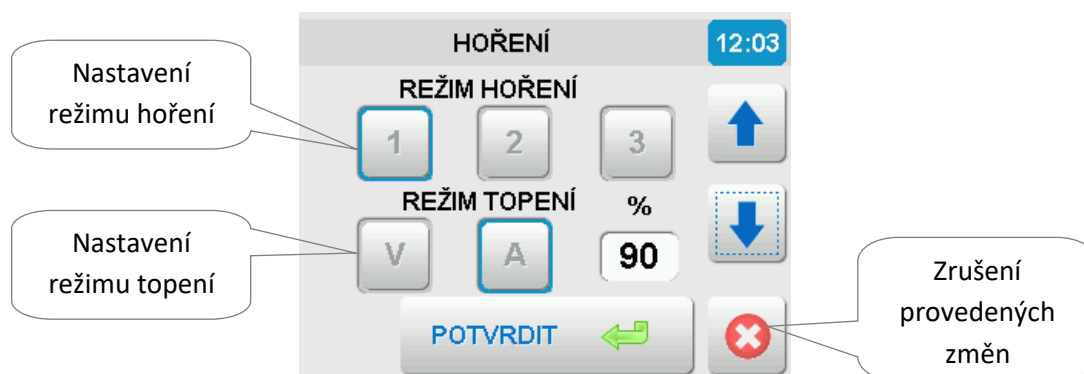 HOŘENÍ
12:03
Nastavení
režimu hoření
REŽIM HOŘENÍ
1
2
3
REŽIM TOPENÍ
%
Nastavení
režimu topení
V
A
90
POTVRDIT
Zrušení
provedených
změn